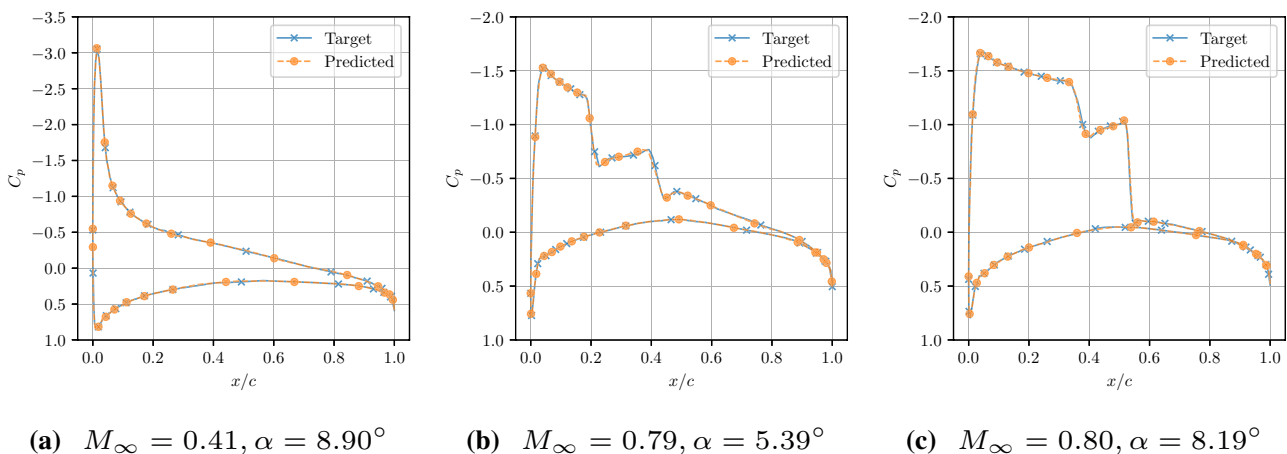 −3.5
−3.0
−2.5
−2.0
−1.5
−1.0
−0.5
0.0
0.5
1.0
C_p
0.0 0.2 0.4 0.6 0.8 1.0
x/c
Target
Predicted
−2.0
−1.5
−1.0
−0.5
0.0
0.5
1.0
C_p
0.0 0.2 0.4 0.6 0.8 1.0
x/c
Target
Predicted
−2.0
−1.5
−1.0
−0.5
0.0
0.5
1.0
C_p
0.0 0.2 0.4 0.6 0.8 1.0
x/c
Target
Predicted
(a) M∞ = 0.41, α = 8.90°
(b) M∞ = 0.79, α = 5.39°
(c) M∞ = 0.80, α = 8.19°